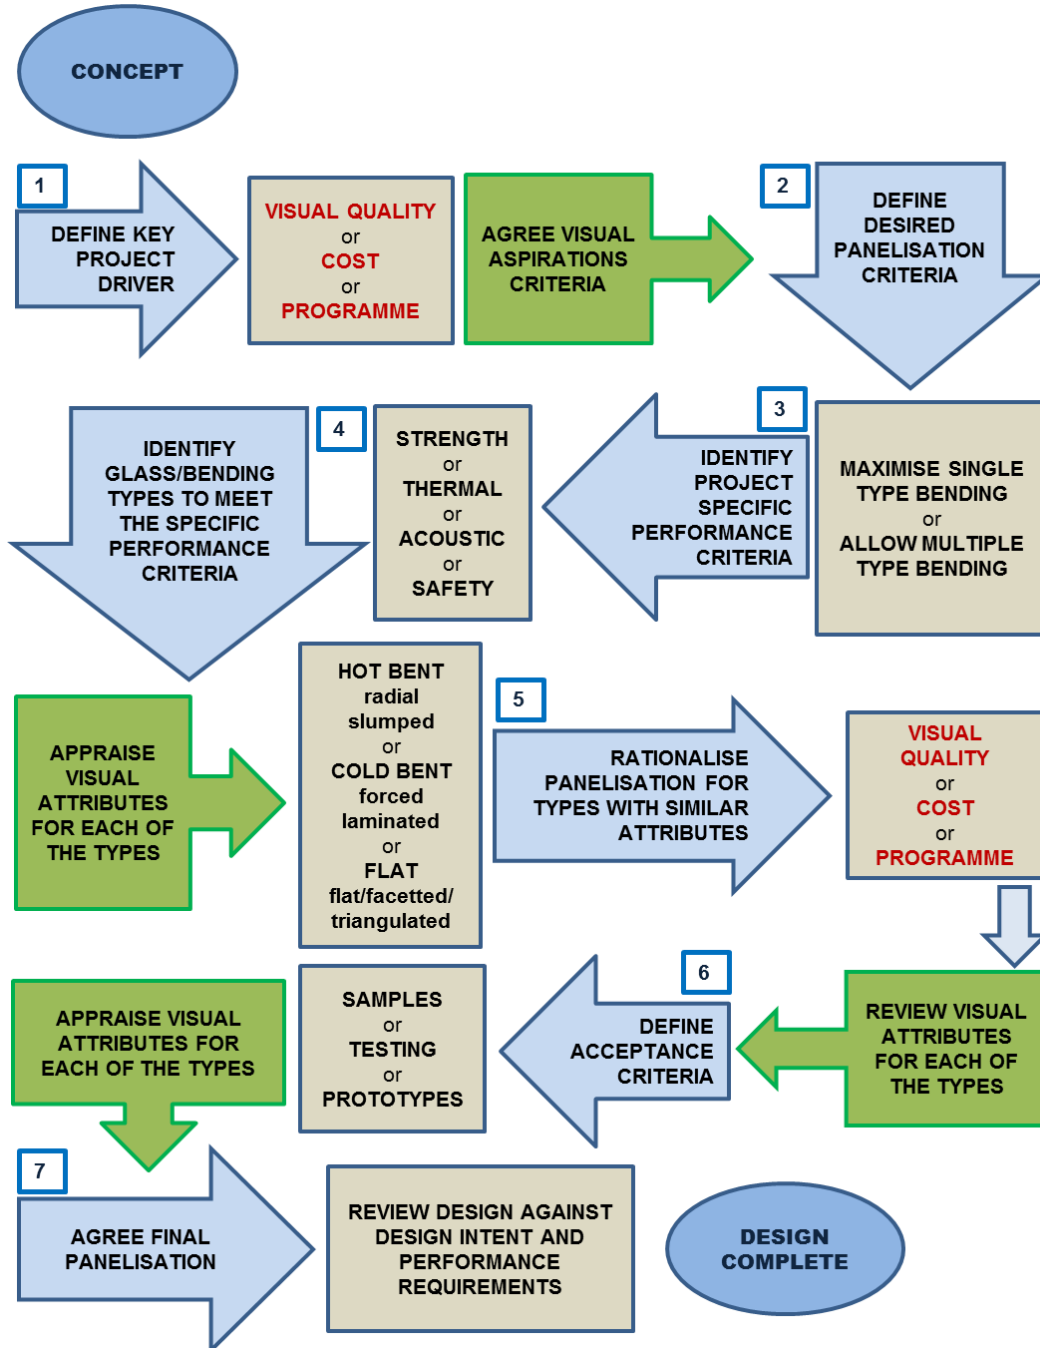 CONCEPT
1
DEFINE KEY
PROJECT
DRIVER
VISUAL QUALITY
or
COST
or
PROGRAMME
AGREE VISUAL
ASPIRATIONS
CRITERIA
2
DEFINE
DESIRED
PANELISATION
CRITERIA
MAXIMISE SINGLE
TYPE BENDING
or
ALLOW MULTIPLE
TYPE BENDING
3
IDENTIFY
PROJECT
SPECIFIC
PERFORMANCE
CRITERIA
STRENGTH
or
THERMAL
or
ACOUSTIC
or
SAFETY
4
IDENTIFY
GLASS/BENDING
TYPES TO MEET
THE SPECIFIC
PERFORMANCE
CRITERIA
APPRAISE
VISUAL
ATTRIBUTES
FOR EACH OF
THE TYPES
HOT BENT
radial
slumped
or
COLD BENT
forced
laminated
or
FLAT
flat/facetted/
triangulated
5
RATIONALISE
PANELISATION FOR
TYPES WITH SIMILAR
ATTRIBUTES
VISUAL
QUALITY
or
COST
or
PROGRAMME
REVIEW VISUAL
ATTRIBUTES
FOR EACH OF
THE TYPES
6
DEFINE
ACCEPTANCE
CRITERIA
SAMPLES
or
TESTING
or
PROTOTYPES
APPRAISE VISUAL
ATTRIBUTES FOR
EACH OF THE TYPES
7
AGREE FINAL
PANELISATION
REVIEW DESIGN AGAINST
DESIGN INTENT AND
PERFORMANCE
REQUIREMENTS
DESIGN
COMPLETE